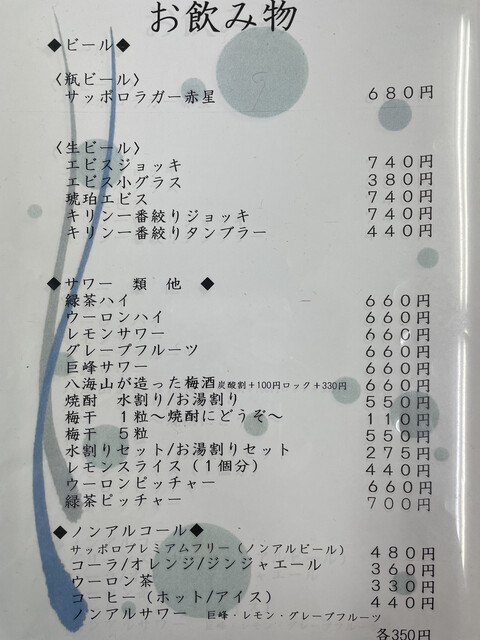 お飲み物
◆ビール◆
〈瓶ビール〉
サッポロラガー赤星 680円
〈生ビール〉
エビスジョッキ 740円
エビス小グラス 380円
琥珀エビス 740円
キリン一番絞りジョッキ 740円
キリン一番絞りタンブラー 440円
◆サワー 類 他 ◆
緑茶ハイ 660円
ウーロンハイ 660円
レモンサワー 660円
グレープフルーツ 660円
巨峰サワー 660円
八海山が造った梅酒炭酸割+100円ロック+330円 660円
焼酎 水割り/お湯割り 550円
梅干 1粒～焼酎にどうぞ～ 110円
梅干 5粒 550円
水割りセット/お湯割りセット 275円
レモンスライス(1個分) 440円
ウーロンピッチャー 660円
緑茶ピッチャー 700円
◆ノンアルコール◆
サッポロプレミアムフリー(ノンアルビール) 480円
コーラ/オレンジ/ジンジャエール 360円
ウーロン茶 330円
コーヒー(ホット/アイス) 440円
ノンアルサワー 巨峰・レモン・グレープフルーツ
各350円